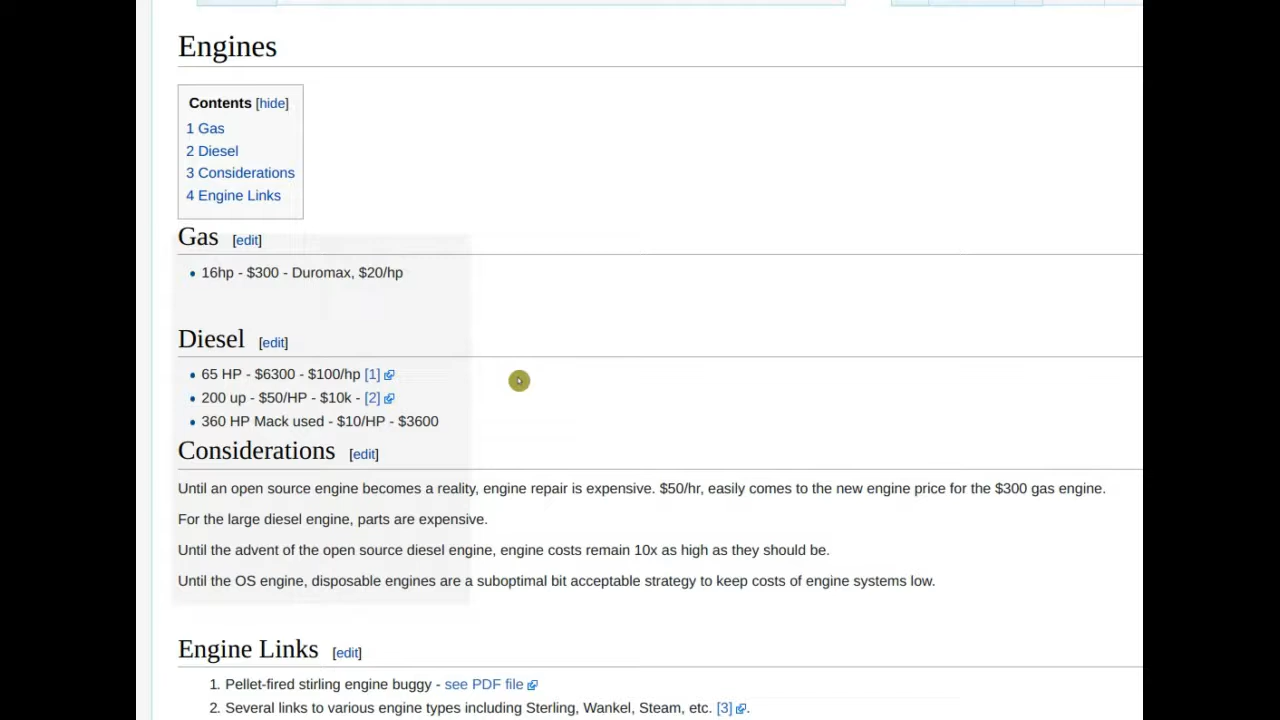 Engines
Contents [hide]
1 Gas
2 Diesel
3 Considerations
4 Engine Links
Gas [edit]
16hp - $300 - Duromax, $20/hp
Diesel [edit]
65 HP - $6300 - $100/hp [1]
200 up - $50/HP - $10k - [2]
360 HP Mack used - $10/HP - $3600
Considerations [edit]
Until an open source engine becomes a reality, engine repair is expensive. $50/hr, easily comes to the new engine price for the $300 gas engine.
For the large diesel engine, parts are expensive.
Until the advent of the open source diesel engine, engine costs remain 10x as high as they should be.
Until the OS engine, disposable engines are a suboptimal bit acceptable strategy to keep costs of engine systems low.
Engine Links [edit]
1. Pellet-fired stirling engine buggy - see PDF file
2. Several links to various engine types including Sterling, Wankel, Steam, etc. [3].